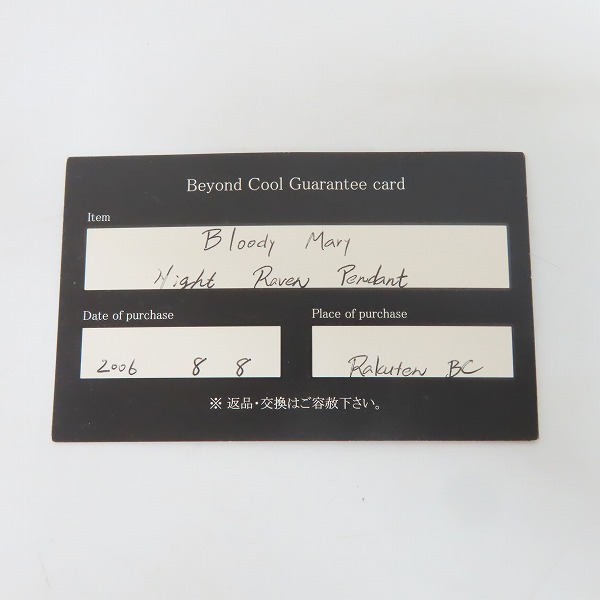 Beyond Cool Guarantee card
Item
Bloody Mary
Night Raven Pendant
Date of purchase
Place of purchase
2006 8 8
Rakuten BC
※ 返品・交換はご容赦下さい。